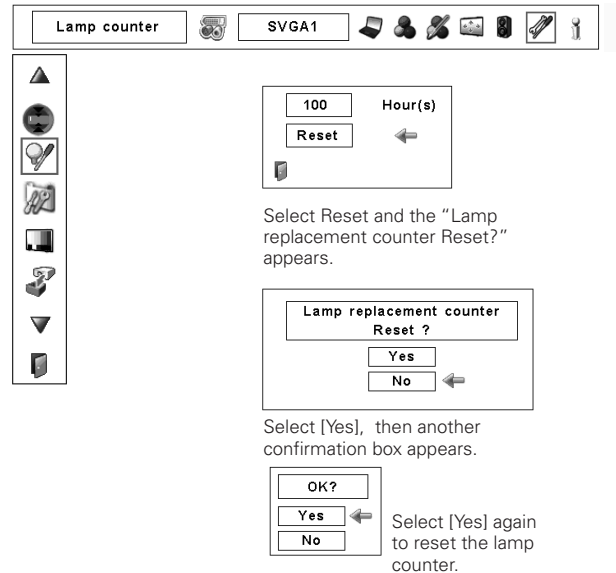 Lamp counter
SVGA1
100 Hour(s)
Reset
Select Reset and the “Lamp
replacement counter Reset?”
appears.
Lamp replacement counter
Reset ?
Yes
No
Select [Yes],  then another
confirmation box appears.
OK?
Yes
No
Select [Yes] again
to reset the lamp
counter.